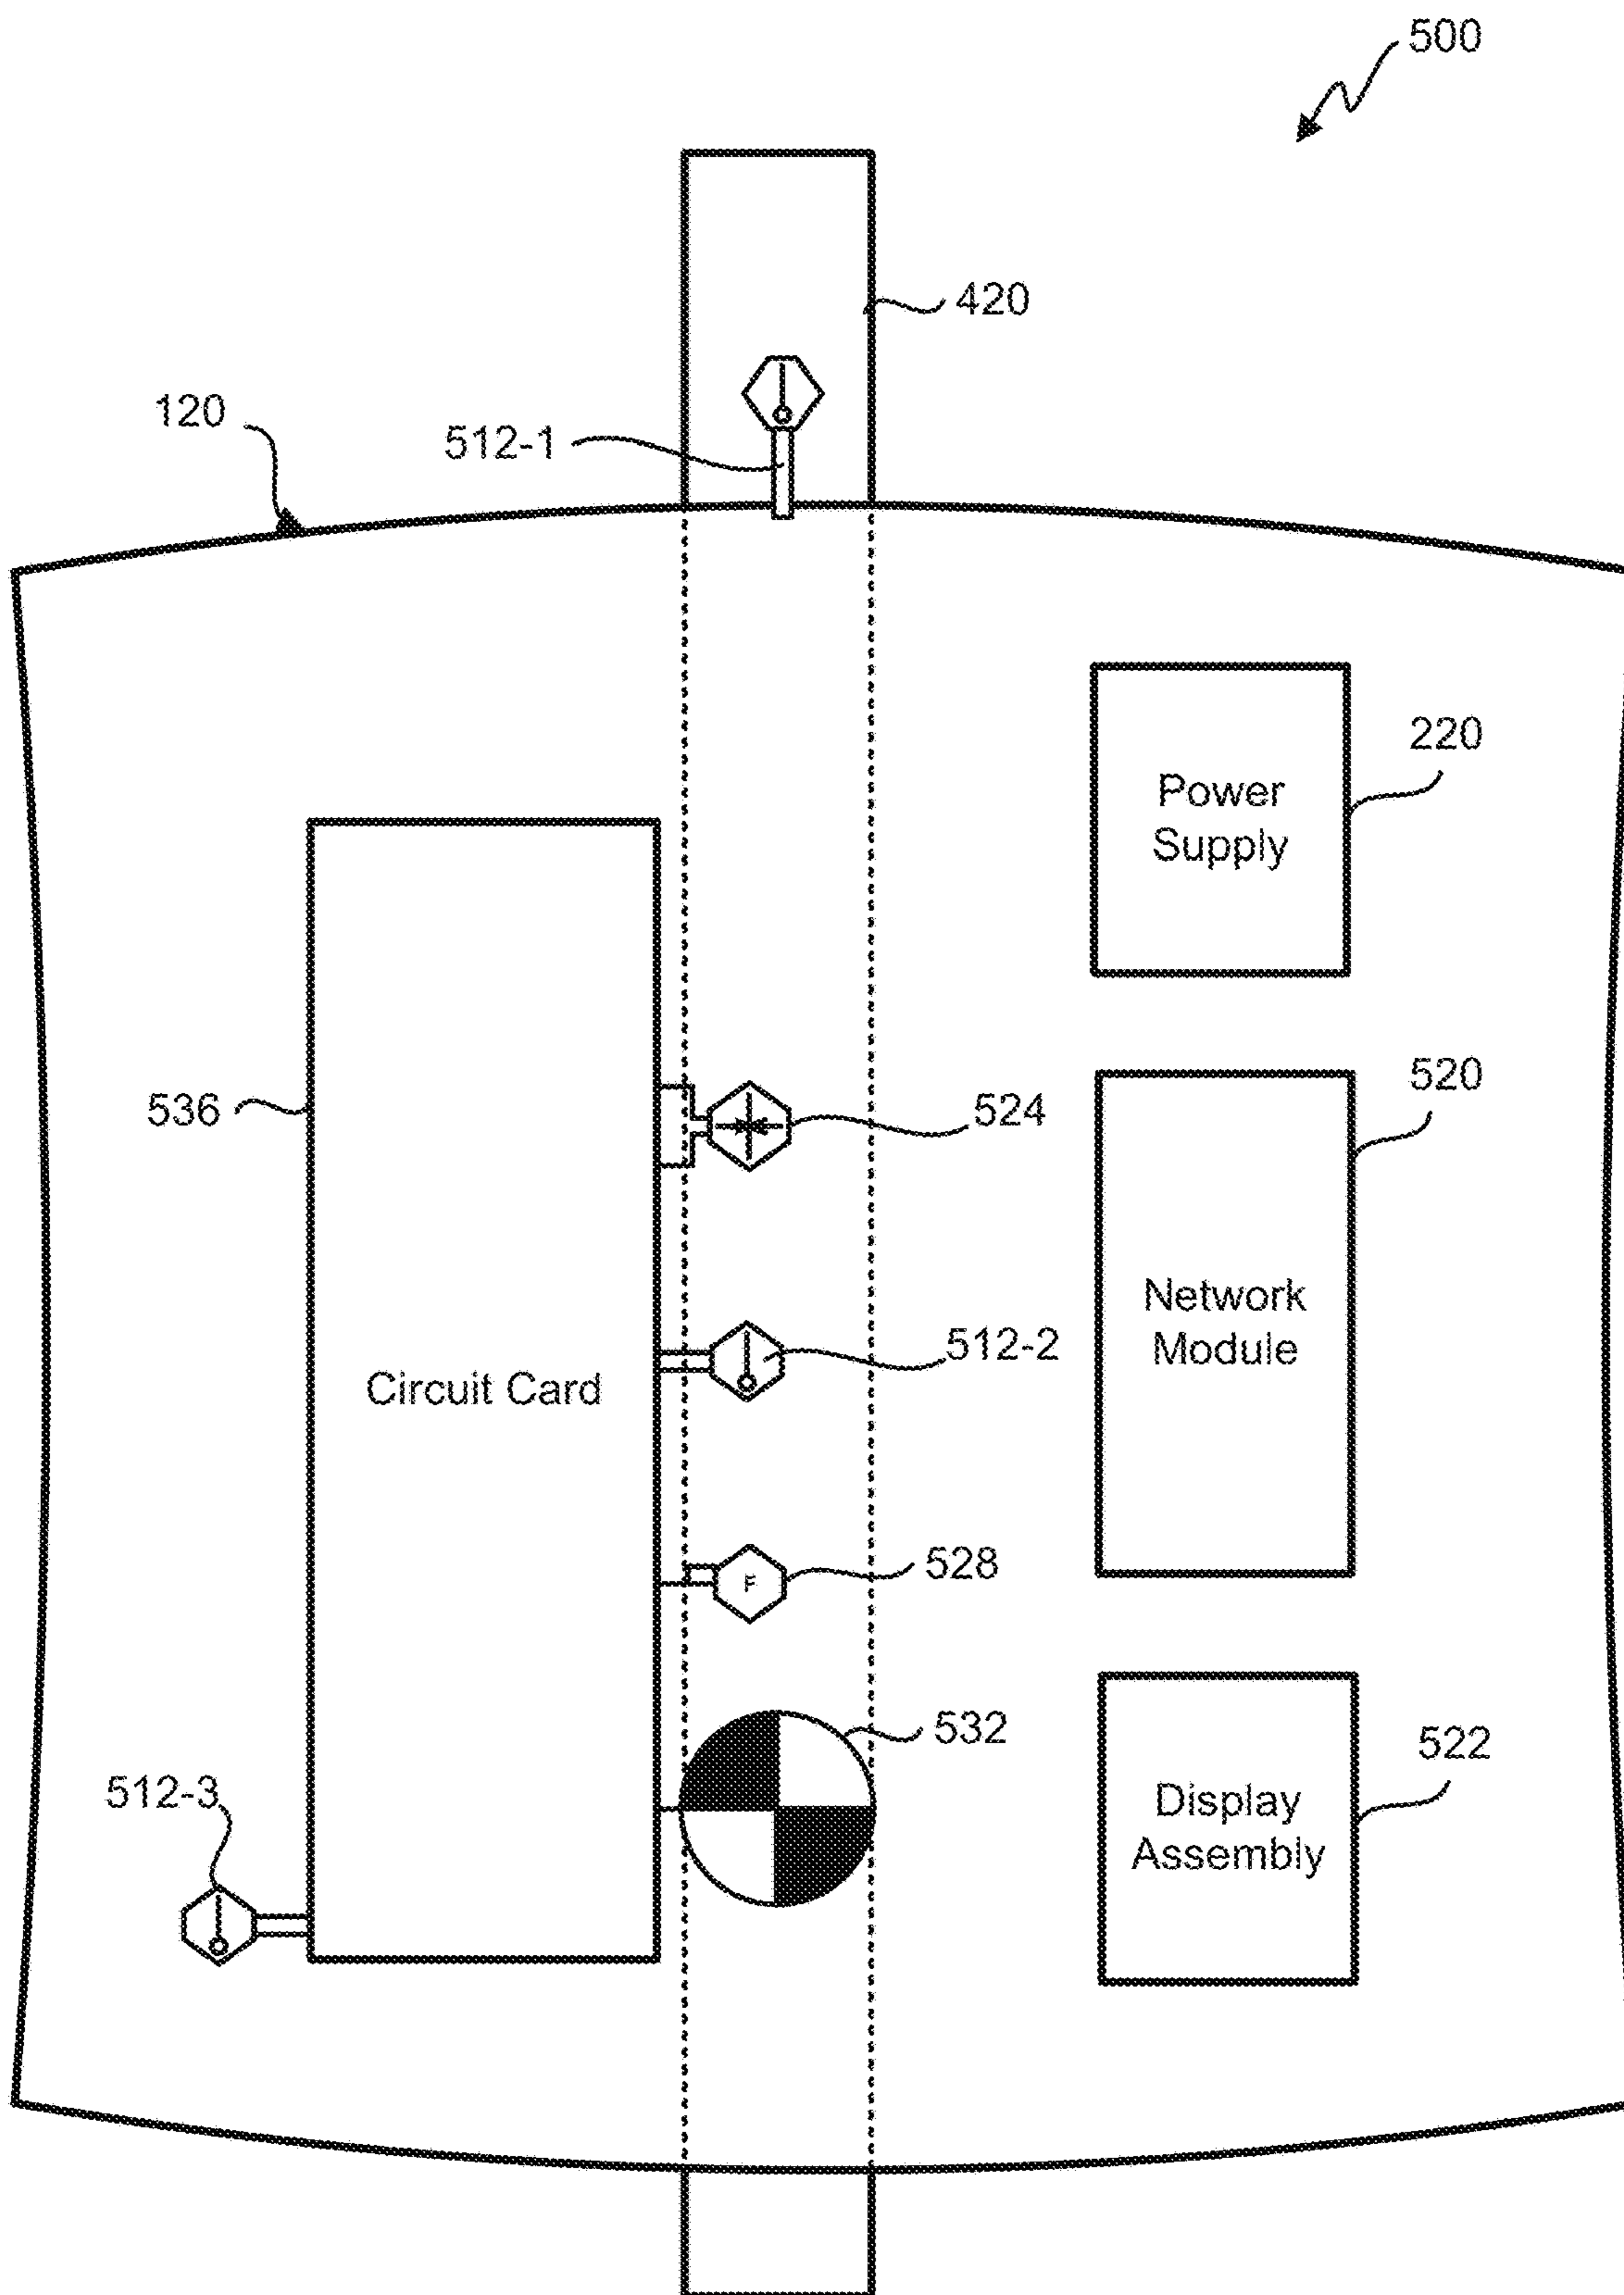 500
420
120
512-1
220
Power
Supply
520
536
524
Network
Module
512-2
Circuit Card
528
F
532
522
512-3
Display
Assembly